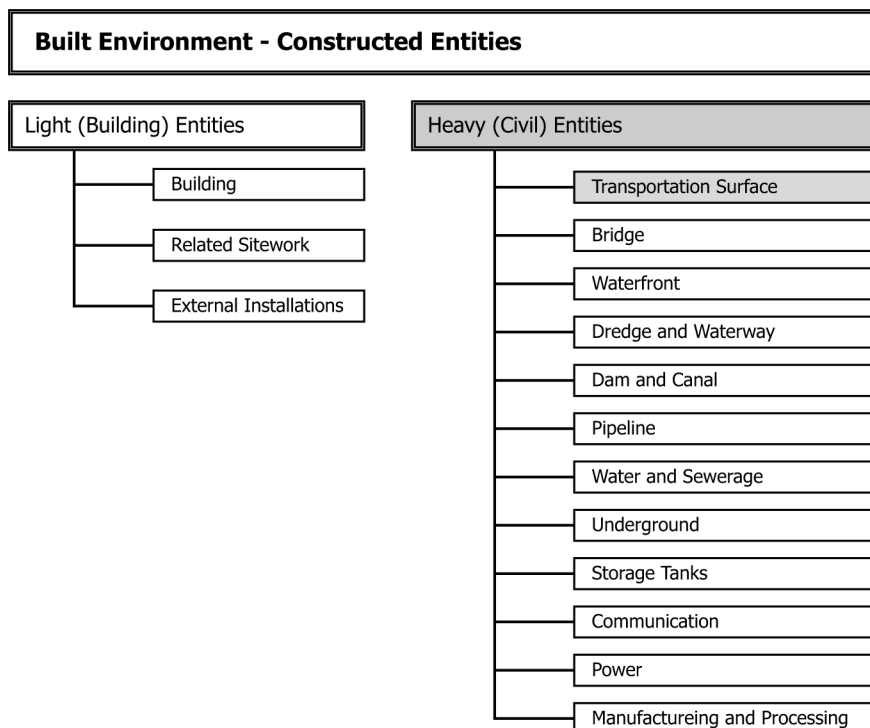 Built Environment - Constructed Entities
Light (Building) Entities
Building
Related Sitework
External Installations
Heavy (Civil) Entities
Transportation Surface
Bridge
Waterfront
Dredge and Waterway
Dam and Canal
Pipeline
Water and Sewerage
Underground
Storage Tanks
Communication
Power
Manufactureing and Processing